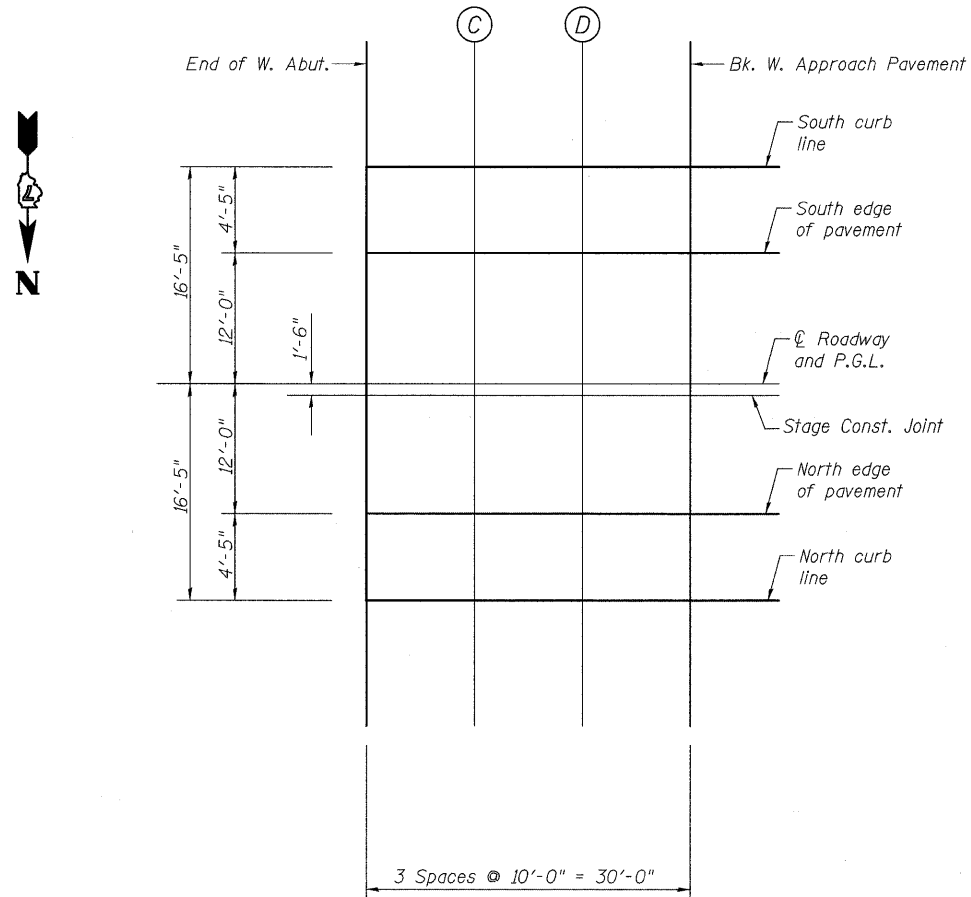 C
D
End of W. Abut.
Bk. W. Approach Pavement
South curb
line
South edge
of pavement
℄ Roadway
and P.G.L.
Stage Const. Joint
North edge
of pavement
North curb
line
N
16'-5"
4'-5"
12'-0"
1'-6"
16'-5"
12'-0"
4'-5"
3 Spaces @ 10'-0" = 30'-0"